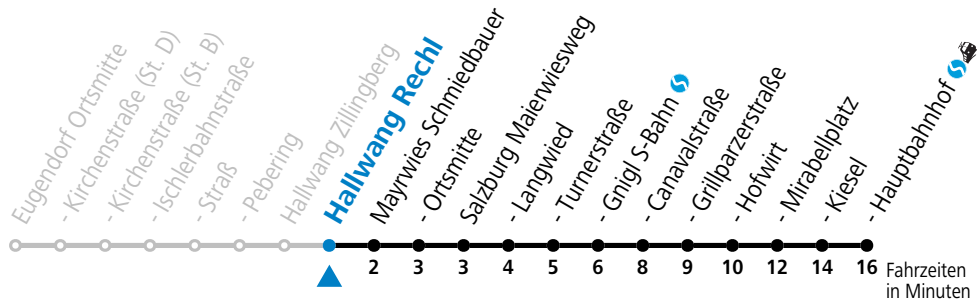 Eugendorf Ortsmitte
- Kirchenstraße (St. D)
- Kirchenstraße (St. B)
- Ischlerbahnstraße
- Straß
- Pebering
Hallwang Zillingberg
Hallwang Rechl
Mayrwies Schmiedbauer
- Ortsmitte
Salzburg Maierwiesweg
- Langwied
- Turnerstraße
- Gnigl S-Bahn
- Canavalstraße
- Grillparzerstraße
- Hofwirt
- Mirabellplatz
- Kiesel
- Hauptbahnhof
2 3 3 4 5 6 8 9 10 12 14 16 Fahrzeiten
in Minuten